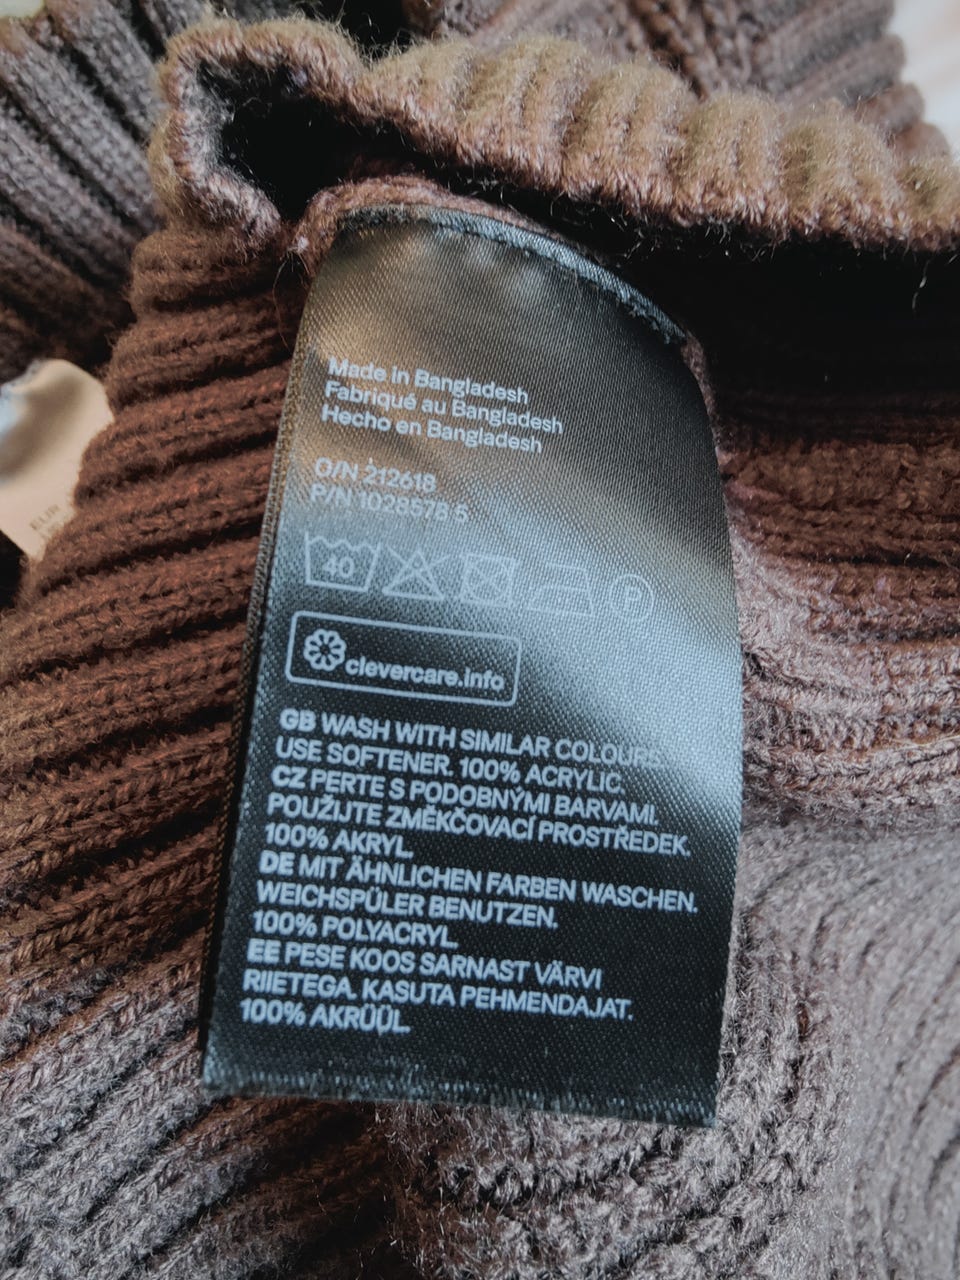 Made in Bangladesh
Fabriqué au Bangladesh
Hecho en Bangladesh
O/N 212618
P/N 1028578 5
40
P
clevercare.info
GB WASH WITH SIMILAR COLOURS.
USE SOFTENER. 100% ACRYLIC.
CZ PERTE S PODOBNÝMI BARVAMI.
POUŽIJTE ZMĚKČOVACÍ PROSTŘEDEK.
100% AKRYL.
DE MIT ÄHNLICHEN FARBEN WASCHEN.
WEICHSPÜLER BENUTZEN.
100% POLYACRYL.
EE PESE KOOS SARNAST VÄRVI
RIIETEGA. KASUTA PEHMENDAJAT.
100% AKRÜÜL.
EUR